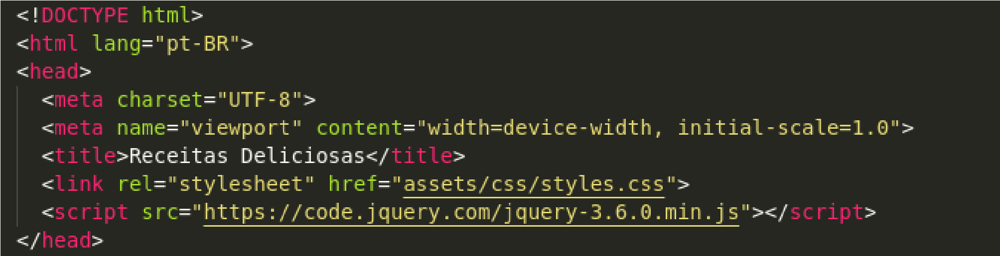 <!DOCTYPE html>
<html lang="pt-BR">
<head>
  <meta charset="UTF-8">
  <meta name="viewport" content="width=device-width, initial-scale=1.0">
  <title>Receitas Deliciosas</title>
  <link rel="stylesheet" href="assets/css/styles.css">
  <script src="https://code.jquery.com/jquery-3.6.0.min.js"></script>
</head>